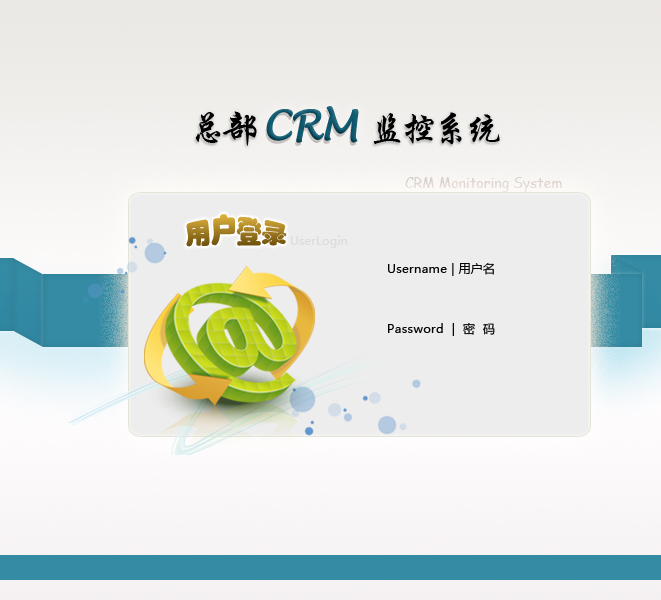 总部CRM 监控系统
CRM Monitoring System
用户登录 UserLogin
Username | 用户名
Password | 密 码